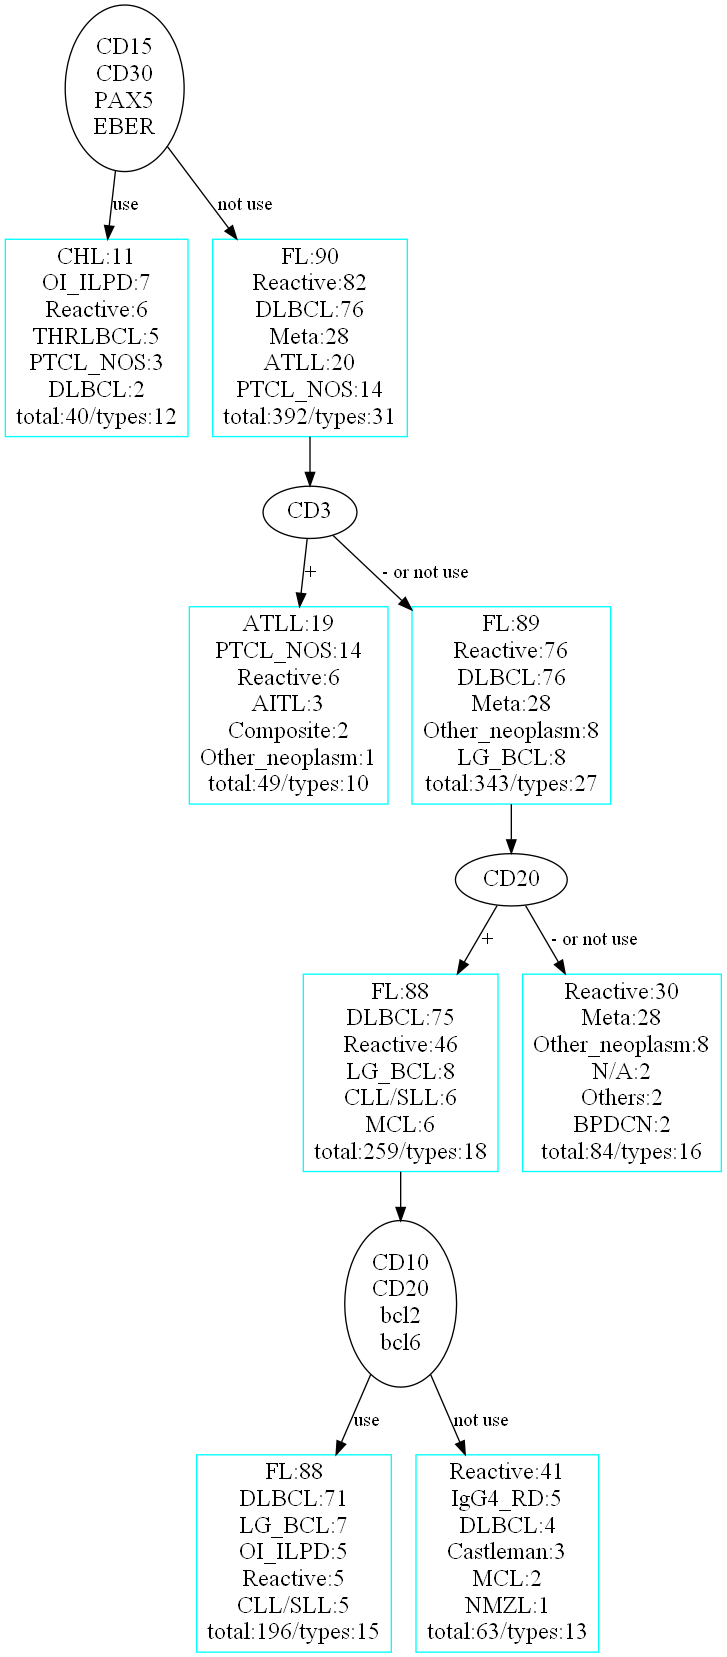 CD15
CD30
PAX5
EBER
use
not use
CHL:11
OI_ILPD:7
Reactive:6
THRLBCL:5
PTCL_NOS:3
DLBCL:2
total:40/types:12
FL:90
Reactive:82
DLBCL:76
Meta:28
ATLL:20
PTCL_NOS:14
total:392/types:31
CD3
+
- or not use
ATLL:19
PTCL_NOS:14
Reactive:6
AITL:3
Composite:2
Other_neoplasm:1
total:49/types:10
FL:89
Reactive:76
DLBCL:76
Meta:28
Other_neoplasm:8
LG_BCL:8
total:343/types:27
CD20
+
- or not use
FL:88
DLBCL:75
Reactive:46
LG_BCL:8
CLL/SLL:6
MCL:6
total:259/types:18
Reactive:30
Meta:28
Other_neoplasm:8
N/A:2
Others:2
BPDCN:2
total:84/types:16
CD10
CD20
bcl2
bcl6
use
not use
FL:88
DLBCL:71
LG_BCL:7
OI_ILPD:5
Reactive:5
CLL/SLL:5
total:196/types:15
Reactive:41
IgG4_RD:5
DLBCL:4
Castleman:3
MCL:2
NMZL:1
total:63/types:13